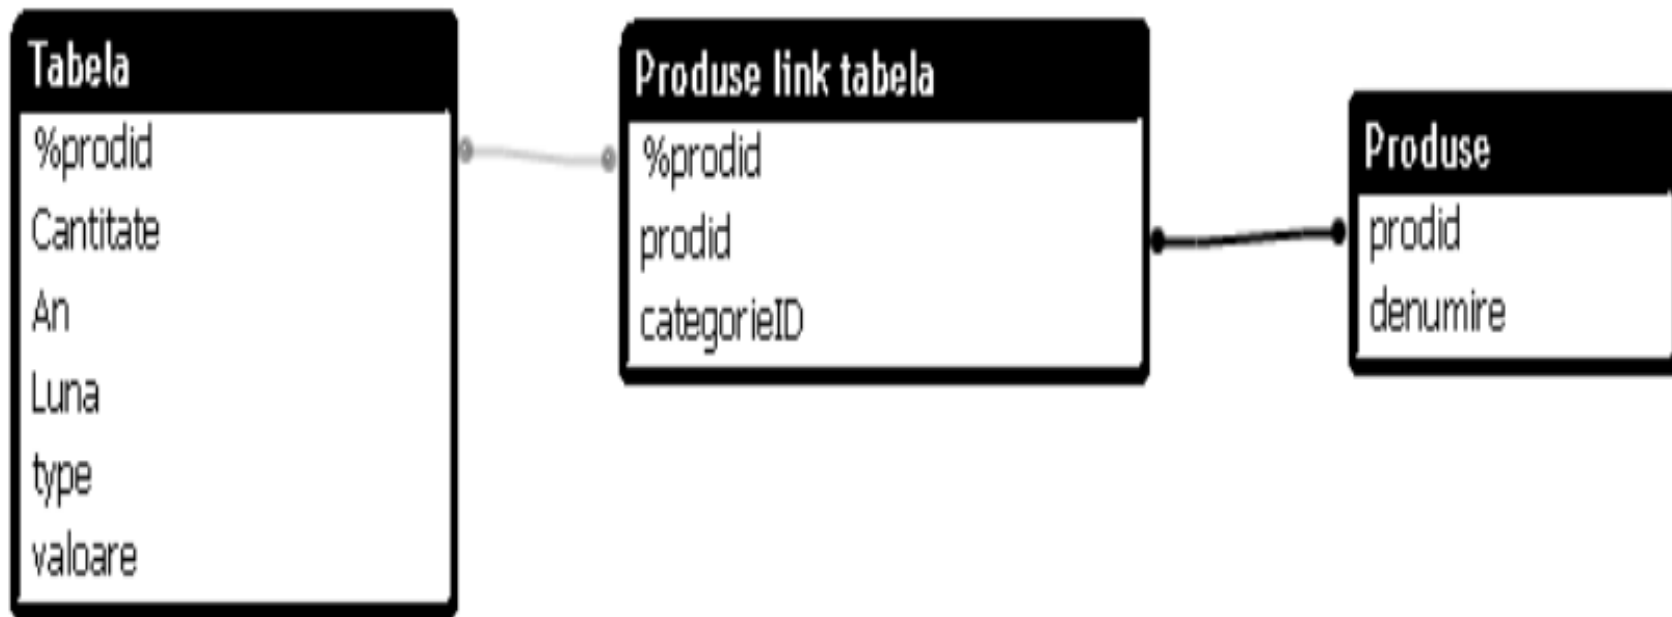 Tabela
%prodid
Cantitate
An
Luna
type
valoare
Produse link tabela
%prodid
prodid
categorieID
Produse
prodid
denumire